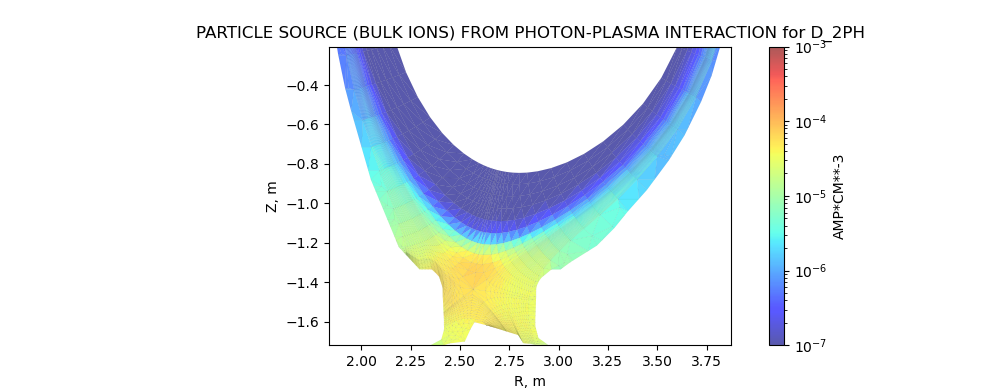 PARTICLE SOURCE (BULK IONS) FROM PHOTON-PLASMA INTERACTION for D_2PH
−0.4
−0.6
−0.8
−1.0
−1.2
−1.4
−1.6
Z, m
2.00 2.25 2.50 2.75 3.00 3.25 3.50 3.75
R, m
10⁻³
10⁻⁴
10⁻⁵
10⁻⁶
10⁻⁷
AMP*CM**-3